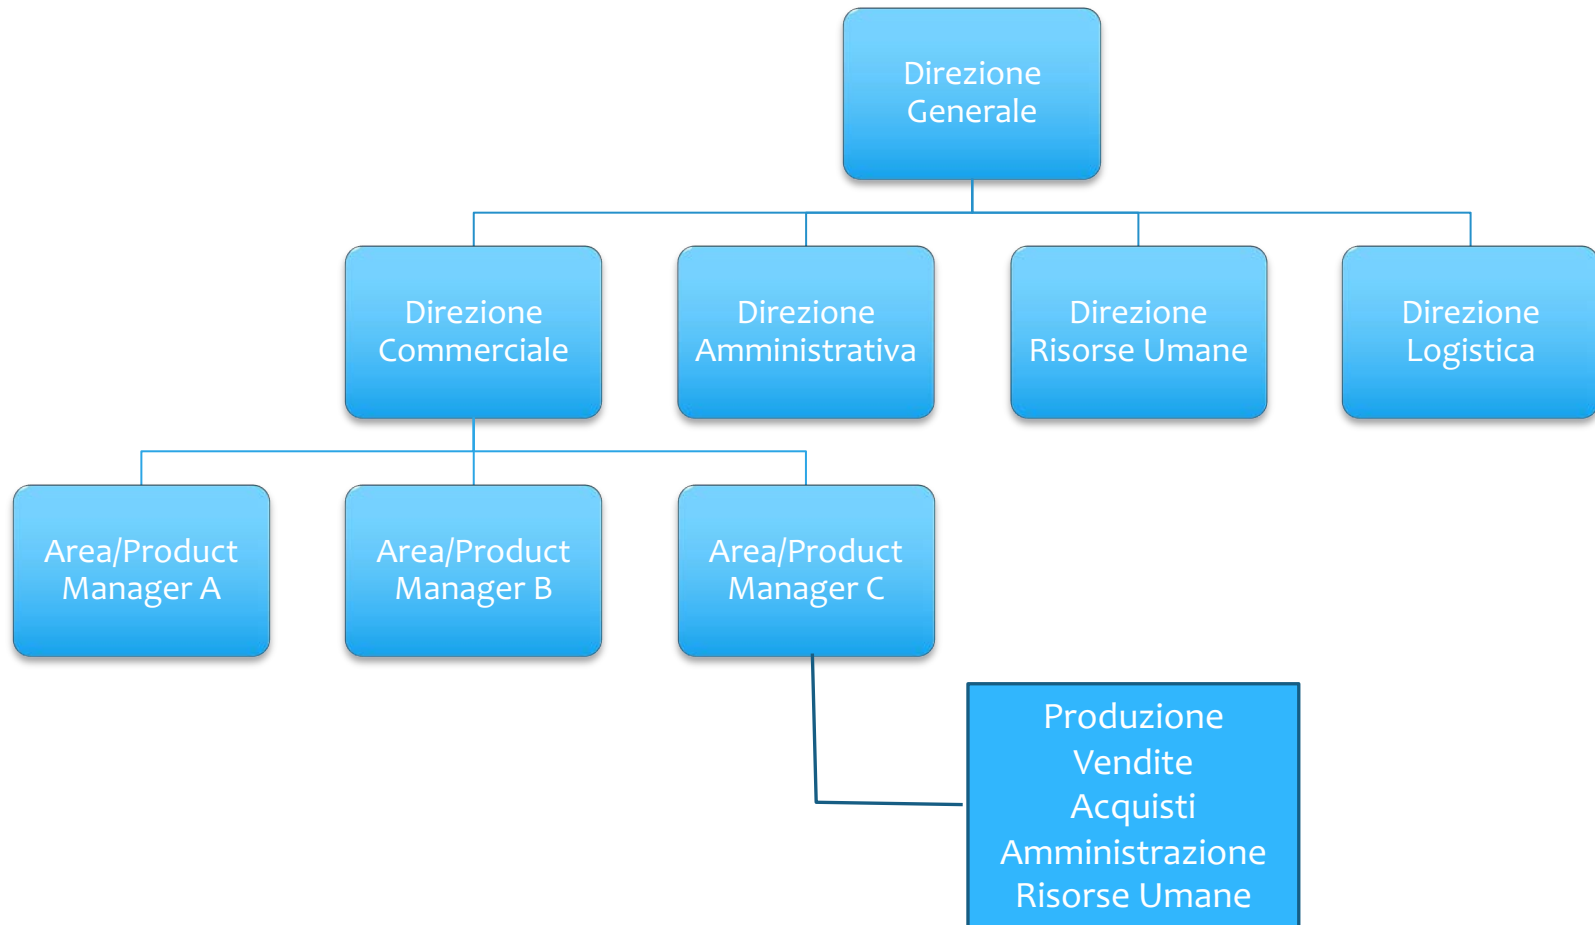 Direzione
Generale
Direzione
Commerciale
Direzione
Amministrativa
Direzione
Risorse Umane
Direzione
Logistica
Area/Product
Manager A
Area/Product
Manager B
Area/Product
Manager C
Produzione
Vendite
Acquisti
Amministrazione
Risorse Umane